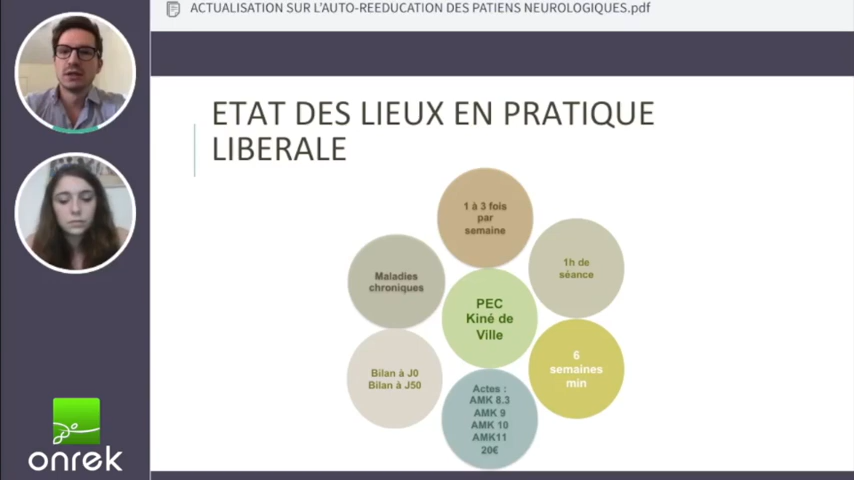 ACTUALISATION SUR L'AUTO-REEDUCATION DES PATIENS NEUROLOGIQUES.pdf
ETAT DES LIEUX EN PRATIQUE
LIBERALE
1 à 3 fois
par
semaine
1h de
séance
Maladies
chroniques
PEC
Kiné de
Ville
6
semaines
min
Bilan à J0
Bilan à J50
Actes :
AMK 8.3
AMK 9
AMK 10
AMK11
20€
onrek